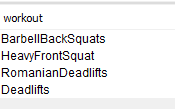 workout
BarbellBackSquats
HeavyFrontSquat
RomanianDeadlifts
Deadlifts